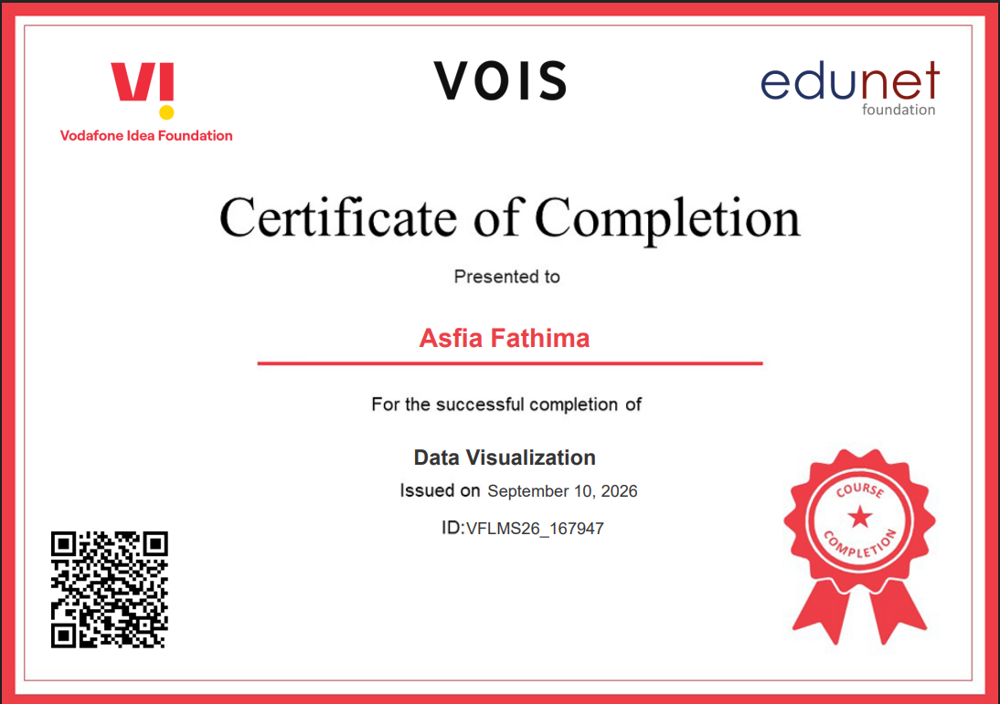 VI
Vodafone Idea Foundation
VOIS
edunet
foundation
Certificate of Completion
Presented to
Asfia Fathima
For the successful completion of
Data Visualization
Issued on September 10, 2026
ID:VFLMS26_167947
COURSE
COMPLETION